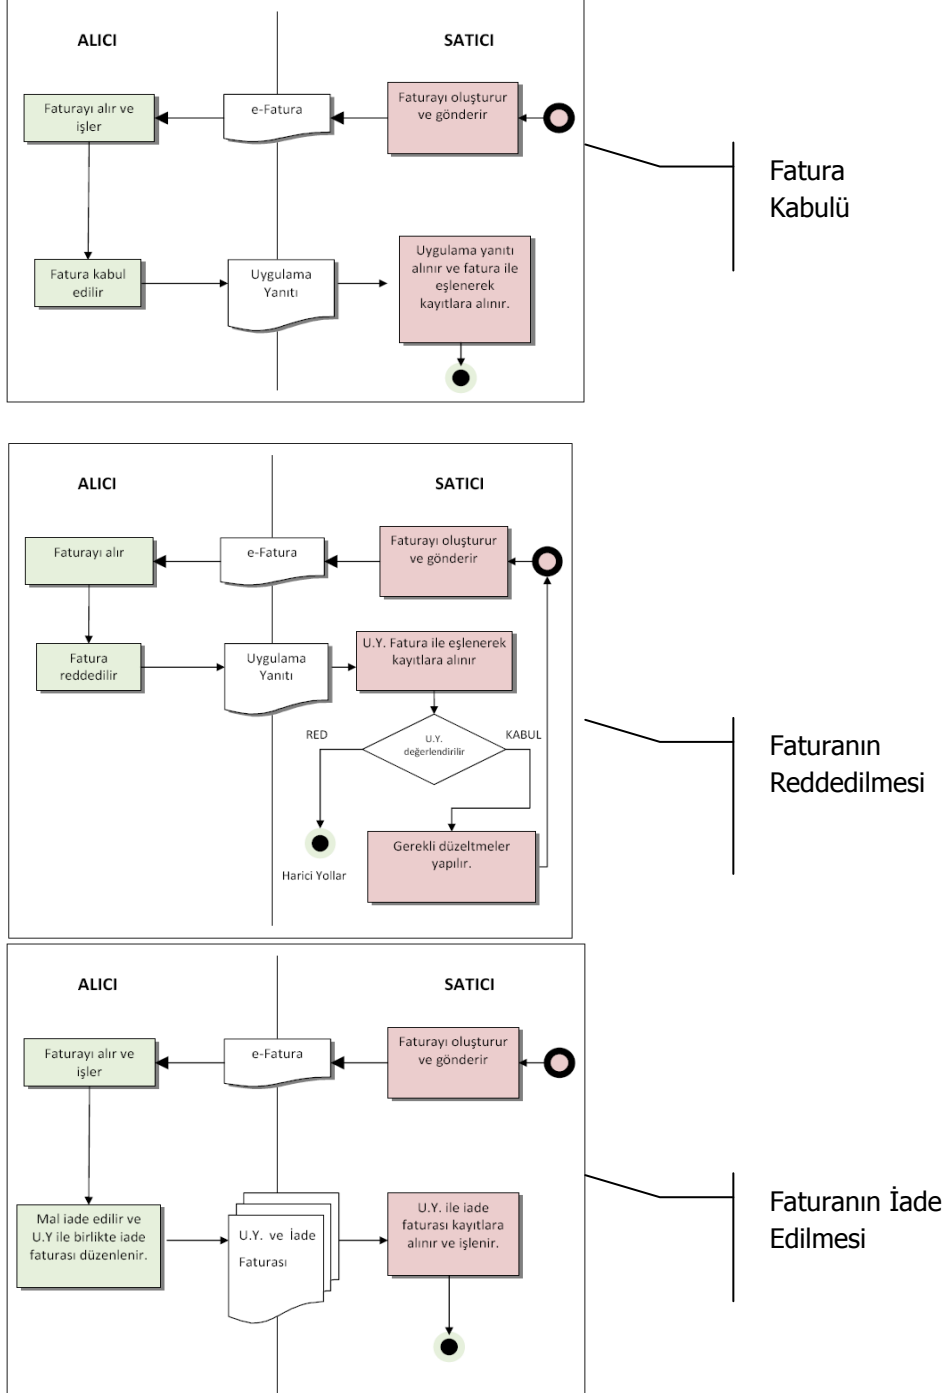 ALICI
SATICI
Faturayı alır ve
işler
e-Fatura
Faturayı oluşturur
ve gönderir
Fatura kabul
edilir
Uygulama
Yanıtı
Uygulama yanıtı
alınır ve fatura ile
eşlenerek
kayıtlara alınır.
Fatura
Kabulü
ALICI
SATICI
Faturayı alır
e-Fatura
Faturayı oluşturur
ve gönderir
Fatura
reddedilir
Uygulama
Yanıtı
U.Y. Fatura ile eşlenerek
kayıtlara alınır
RED
U.Y.
değerlendirilir
KABUL
Harici Yollar
Gerekli düzeltmeler
yapılır.
Faturanın
Reddedilmesi
ALICI
SATICI
Faturayı alır ve
işler
e-Fatura
Faturayı oluşturur
ve gönderir
Mal iade edilir ve
U.Y ile birlikte iade
faturası düzenlenir.
U.Y. ve İade
Faturası
U.Y. ile iade
faturası kayıtlara
alınır ve işlenir.
Faturanın İade
Edilmesi